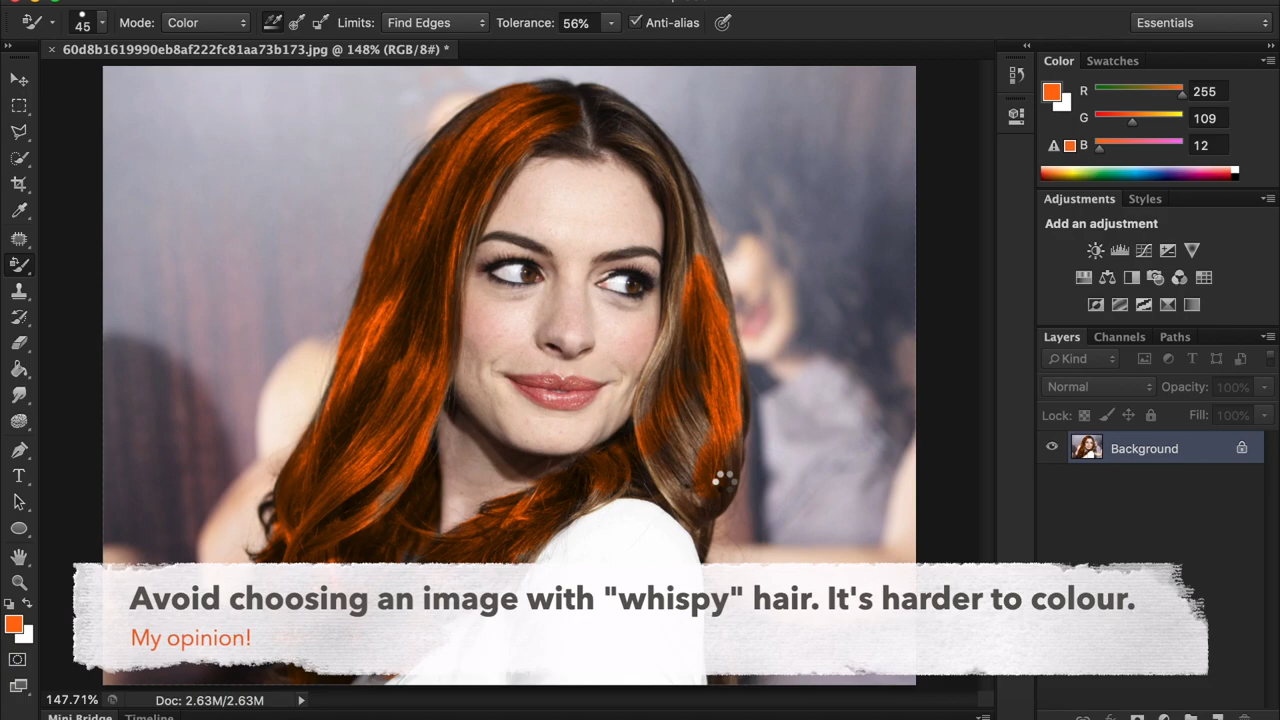 45 Mode: Color Limits: Find Edges Tolerance: 56% Anti-alias Essentials
60d8b1619990eb8af222fc81aa73b173.jpg @ 148% (RGB/8#) *
Color Swatches
R 255
G 109
B 12
Adjustments Styles
Add an adjustment
Layers Channels Paths
Kind
Normal Opacity: 100%
Lock: Fill: 100%
Background
Avoid choosing an image with "whispy" hair. It's harder to colour.
My opinion!
147.71% Doc: 2.63M/2.63M
Mini Bridge Timeline